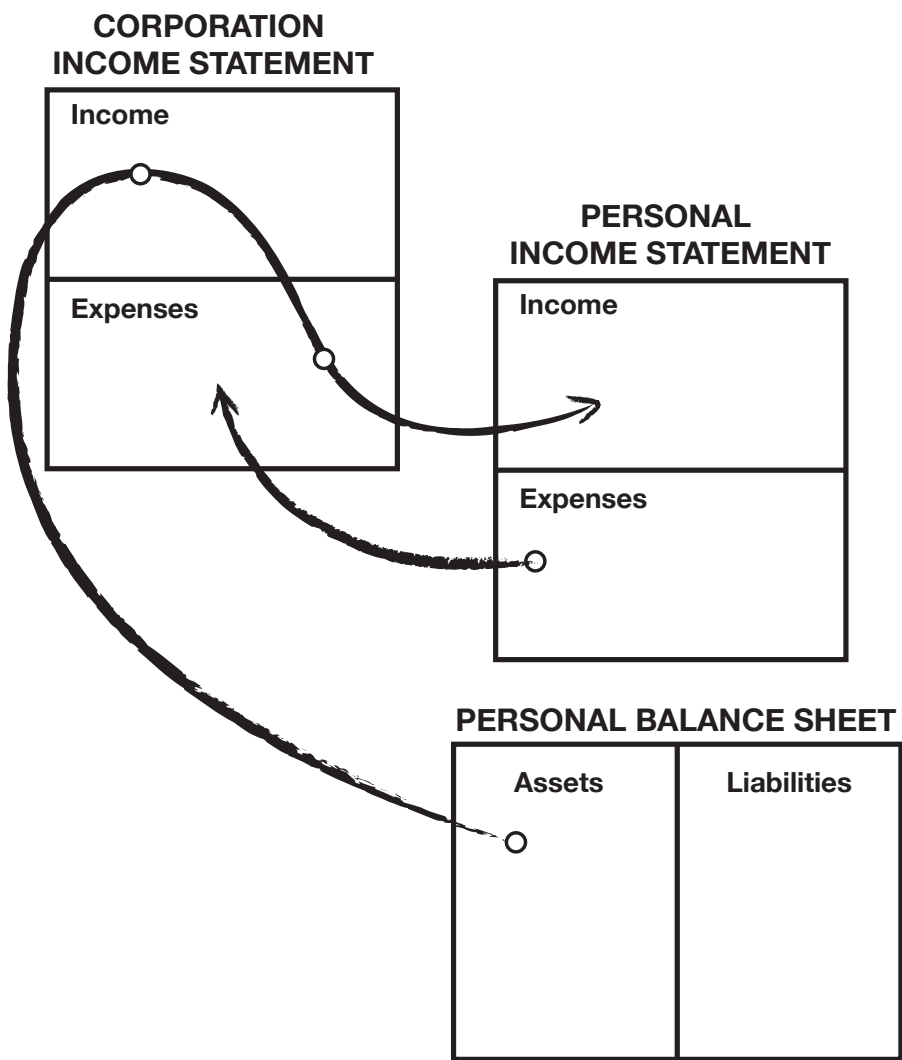 CORPORATION
INCOME STATEMENT
Income
Expenses
PERSONAL
INCOME STATEMENT
Income
Expenses
PERSONAL BALANCE SHEET
Assets
Liabilities